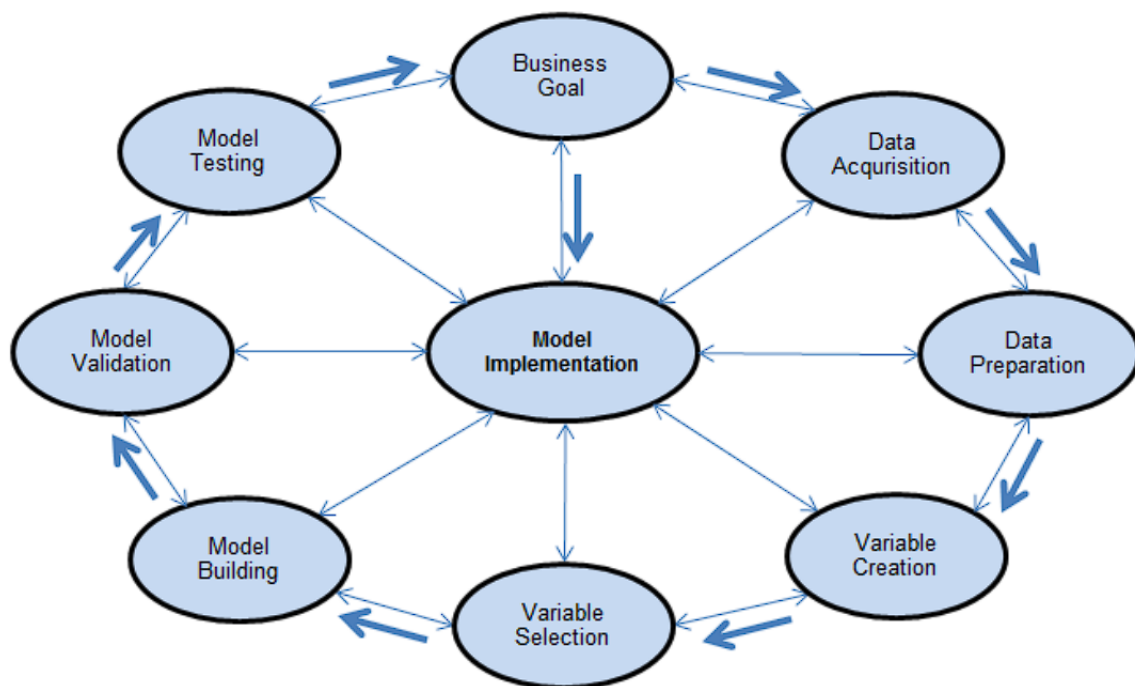 Business
Goal
Data
Acqurisition
Data
Preparation
Variable
Creation
Variable
Selection
Model
Building
Model
Validation
Model
Testing
Model
Implementation